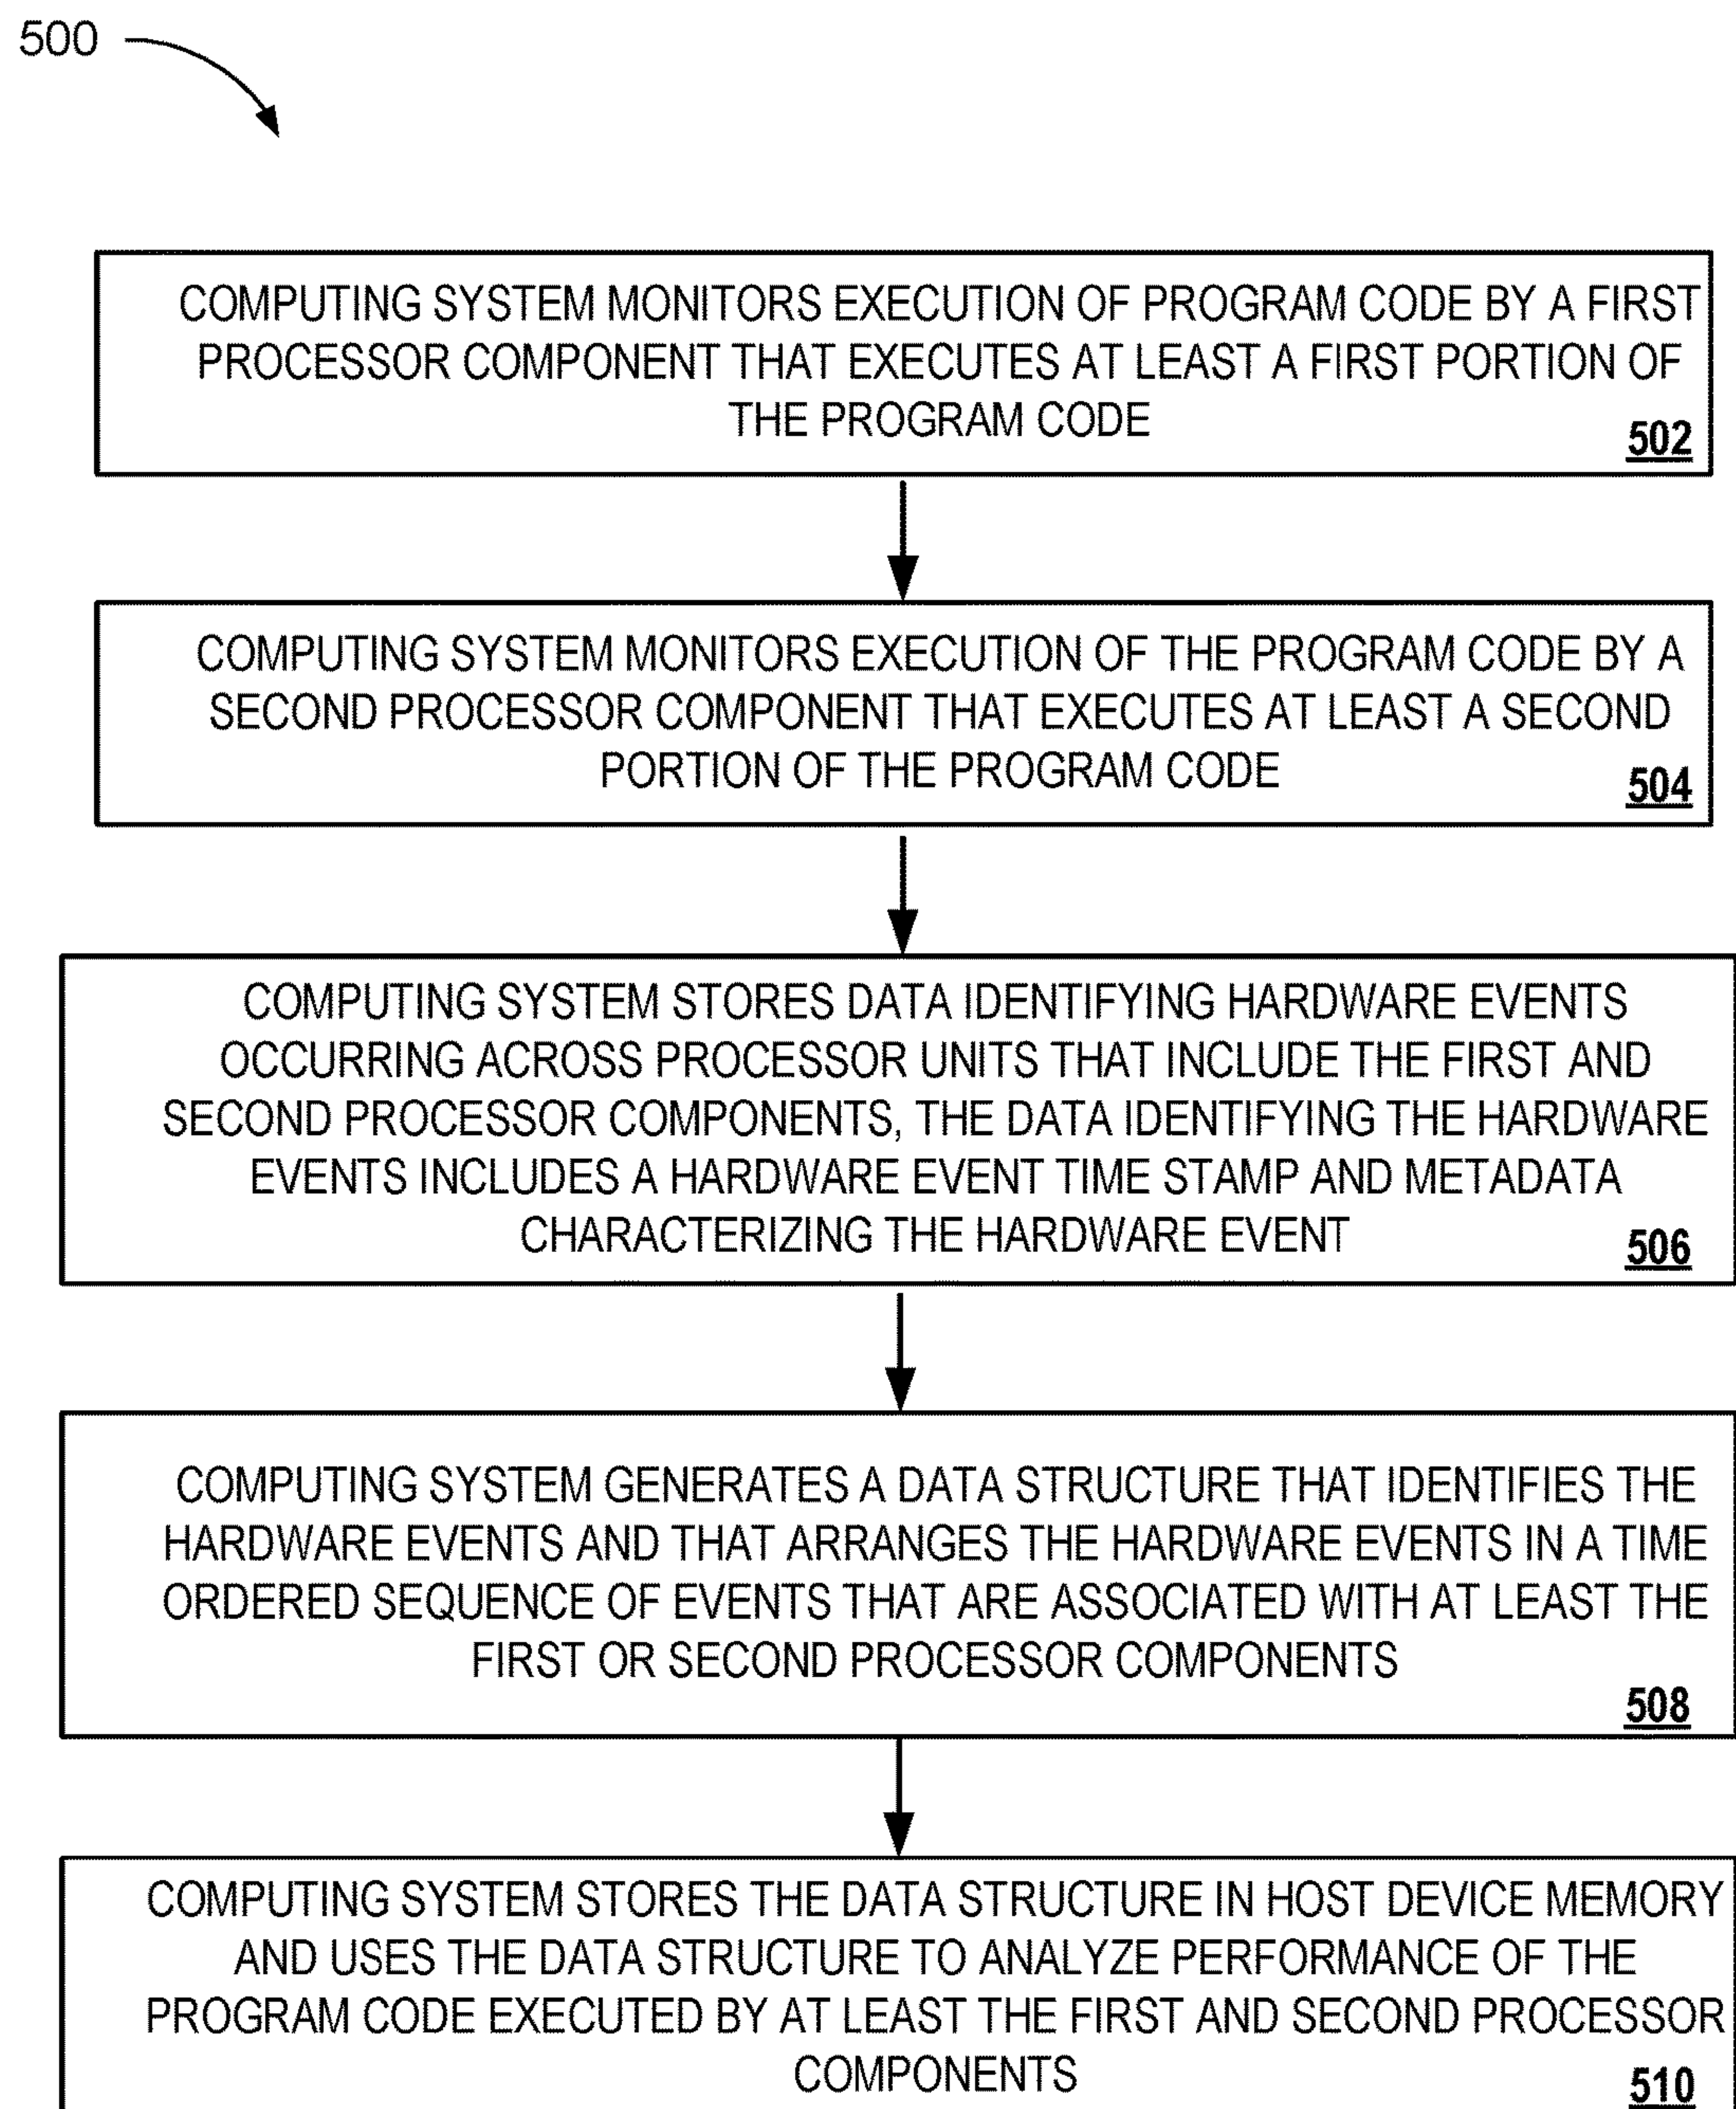 500
COMPUTING SYSTEM MONITORS EXECUTION OF PROGRAM CODE BY A FIRST
PROCESSOR COMPONENT THAT EXECUTES AT LEAST A FIRST PORTION OF
THE PROGRAM CODE
502
COMPUTING SYSTEM MONITORS EXECUTION OF THE PROGRAM CODE BY A
SECOND PROCESSOR COMPONENT THAT EXECUTES AT LEAST A SECOND
PORTION OF THE PROGRAM CODE
504
COMPUTING SYSTEM STORES DATA IDENTIFYING HARDWARE EVENTS
OCCURRING ACROSS PROCESSOR UNITS THAT INCLUDE THE FIRST AND
SECOND PROCESSOR COMPONENTS, THE DATA IDENTIFYING THE HARDWARE
EVENTS INCLUDES A HARDWARE EVENT TIME STAMP AND METADATA
CHARACTERIZING THE HARDWARE EVENT
506
COMPUTING SYSTEM GENERATES A DATA STRUCTURE THAT IDENTIFIES THE
HARDWARE EVENTS AND THAT ARRANGES THE HARDWARE EVENTS IN A TIME
ORDERED SEQUENCE OF EVENTS THAT ARE ASSOCIATED WITH AT LEAST THE
FIRST OR SECOND PROCESSOR COMPONENTS
508
COMPUTING SYSTEM STORES THE DATA STRUCTURE IN HOST DEVICE MEMORY
AND USES THE DATA STRUCTURE TO ANALYZE PERFORMANCE OF THE
PROGRAM CODE EXECUTED BY AT LEAST THE FIRST AND SECOND PROCESSOR
COMPONENTS
510